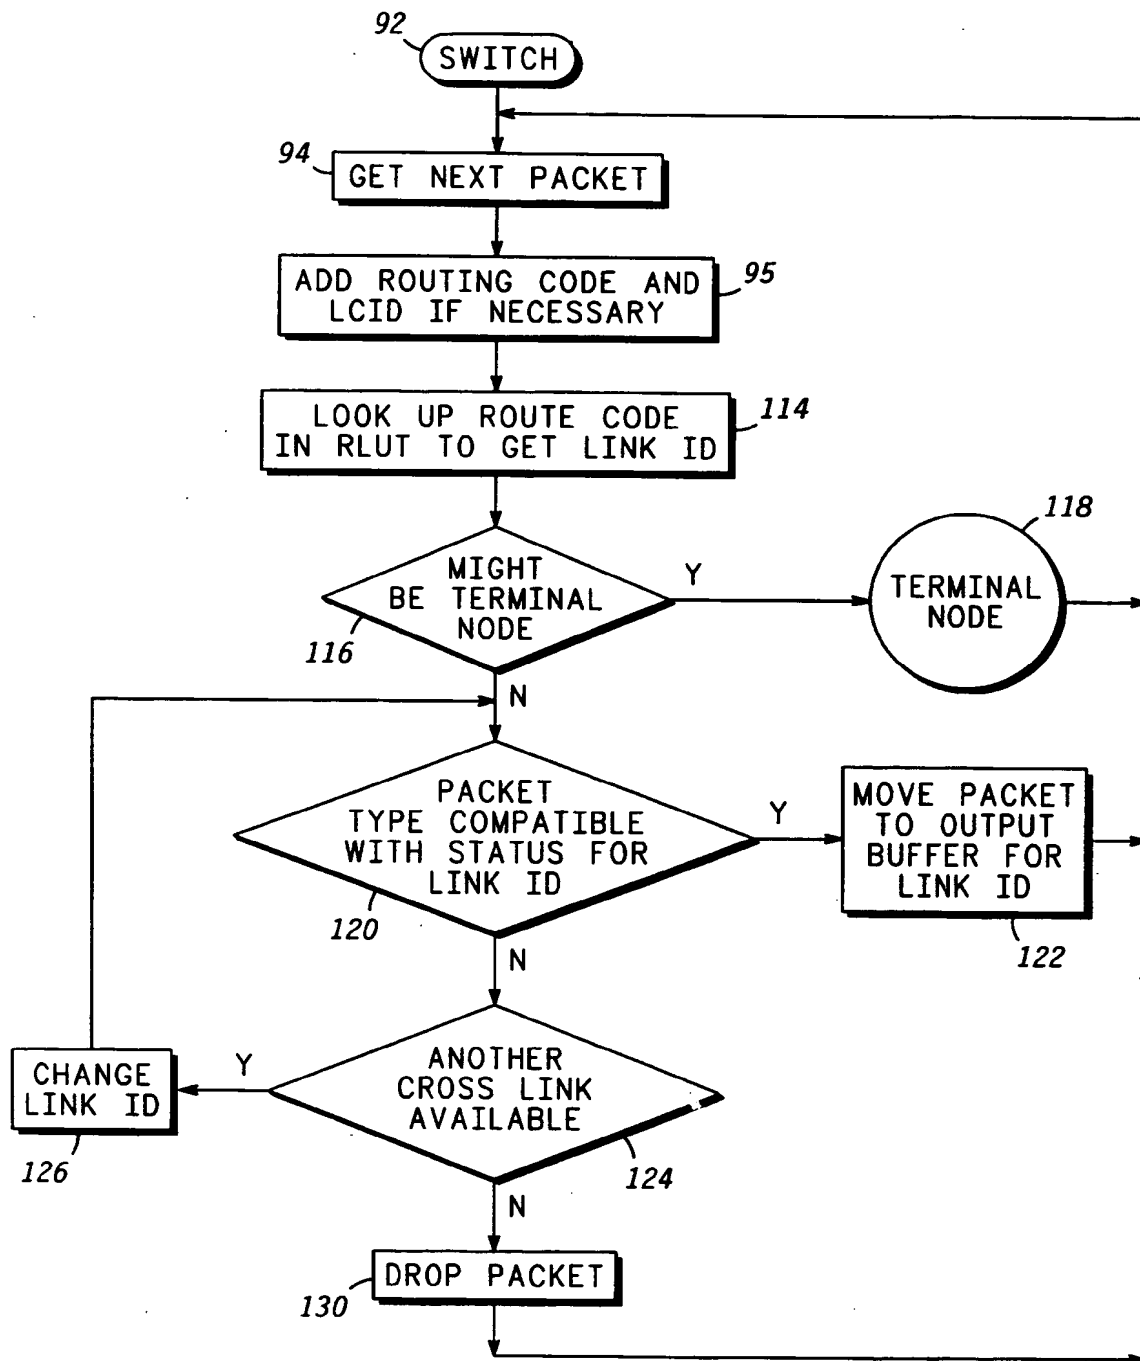 92
SWITCH
94
GET NEXT PACKET
95
ADD ROUTING CODE AND
LCID IF NECESSARY
114
LOOK UP ROUTE CODE
IN RLUT TO GET LINK ID
118
MIGHT
BE TERMINAL
NODE
Y
116
N
TERMINAL
NODE
PACKET
TYPE COMPATIBLE
WITH STATUS FOR
LINK ID
Y
120
N
MOVE PACKET
TO OUTPUT
BUFFER FOR
LINK ID
122
ANOTHER
CROSS LINK
AVAILABLE
Y
124
N
CHANGE
LINK ID
126
DROP PACKET
130